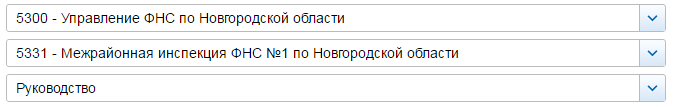 5300 - Управление ФНС по Новгородской области
5331 - Межрайонная инспекция ФНС №1 по Новгородской области
Руководство